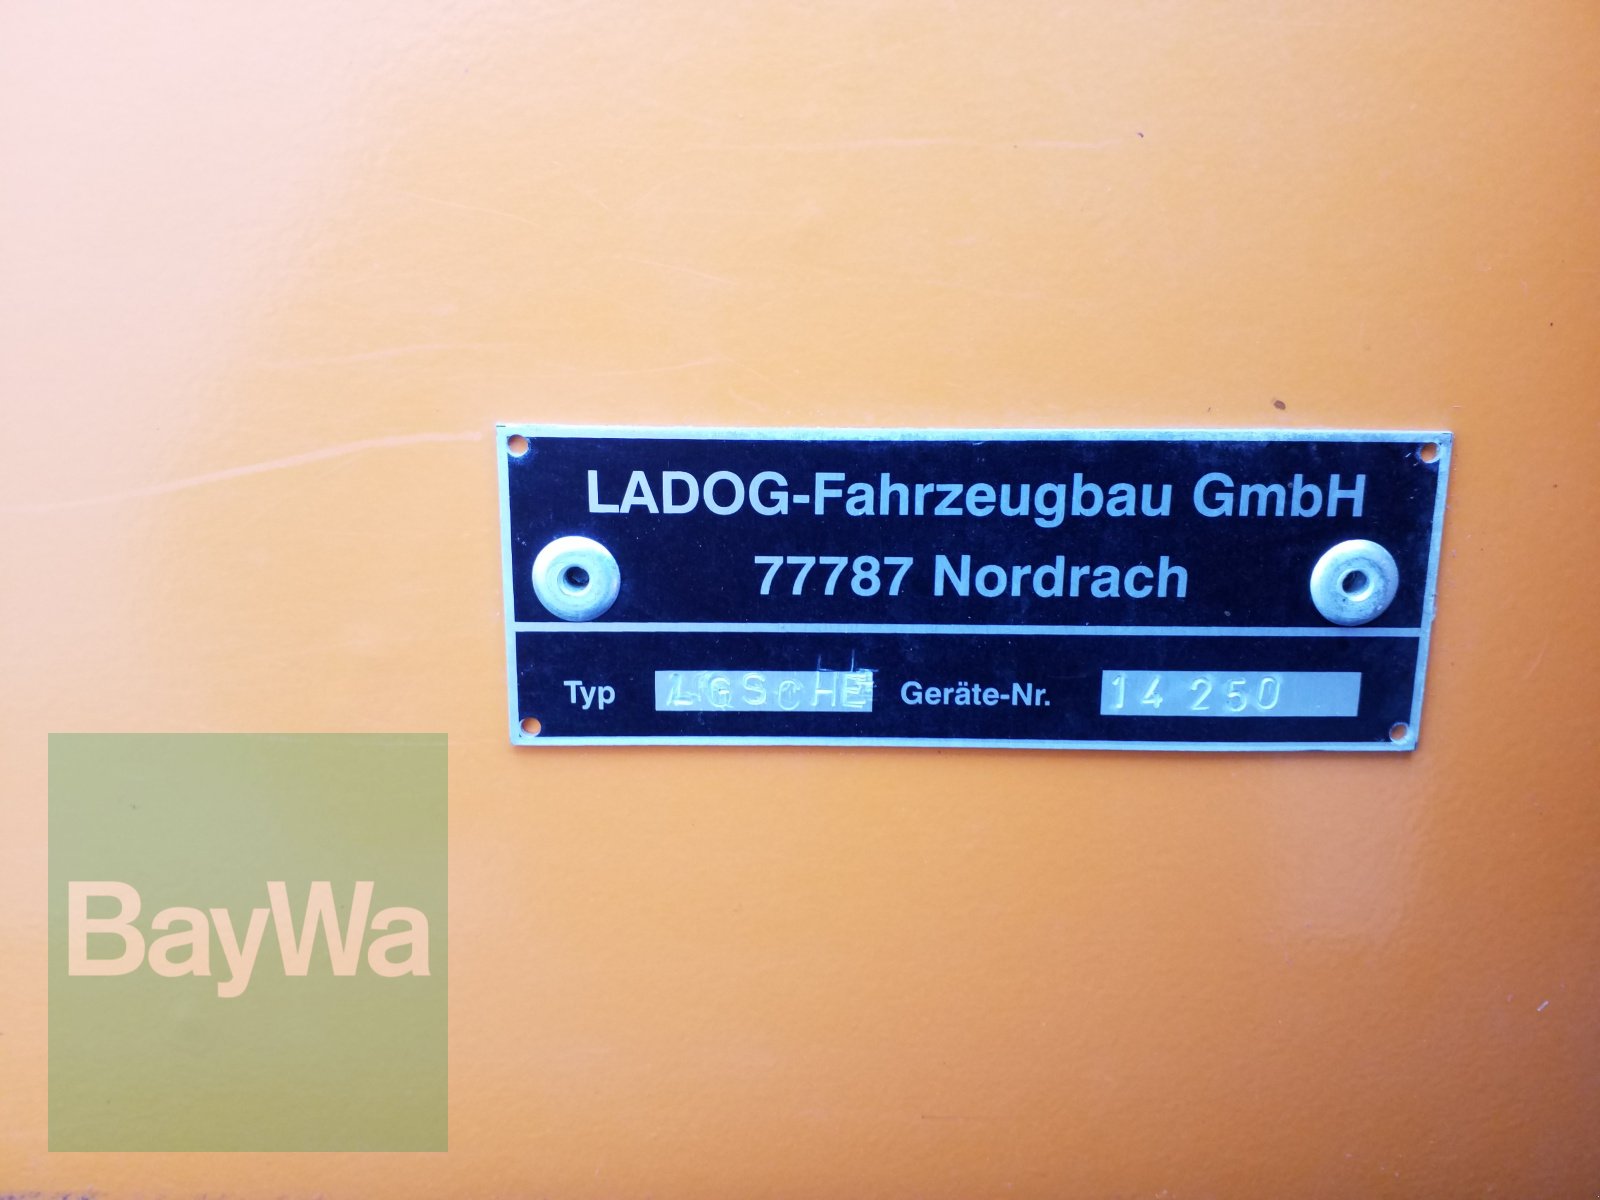 LADOG-Fahrzeugbau GmbH
77787 Nordrach
Typ LGSCHE Geräte-Nr. 14 250
BayWa